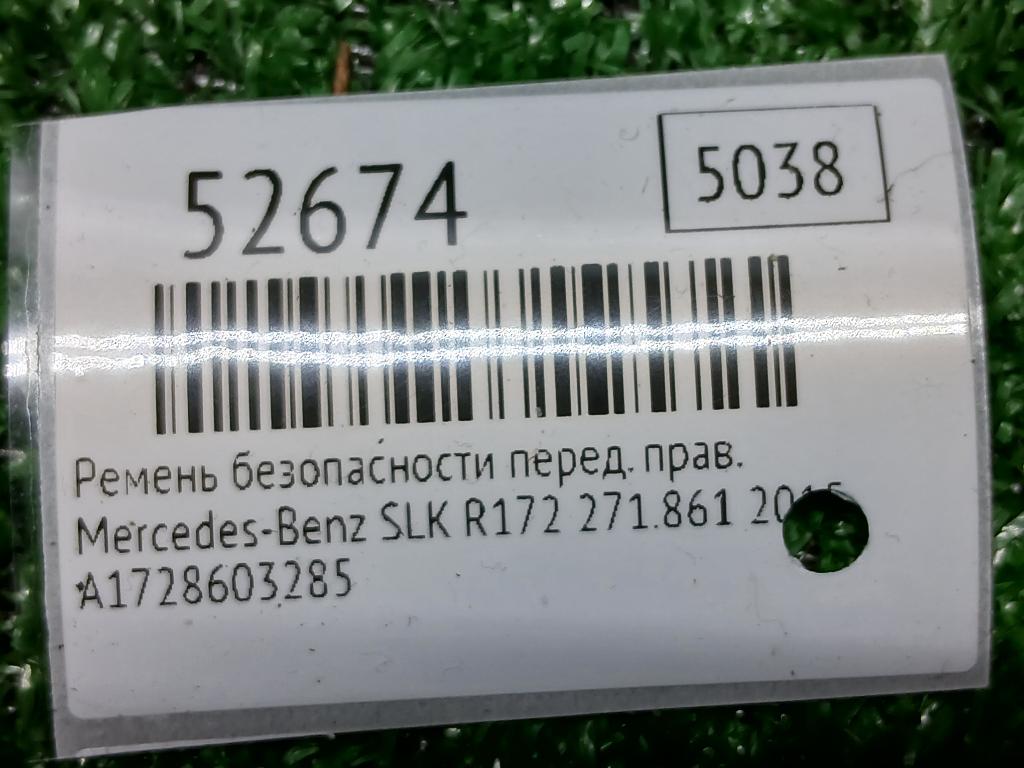 52674
5038
Ремень безопасности перед. прав.
Mercedes-Benz SLK R172 271.861
A1728603285